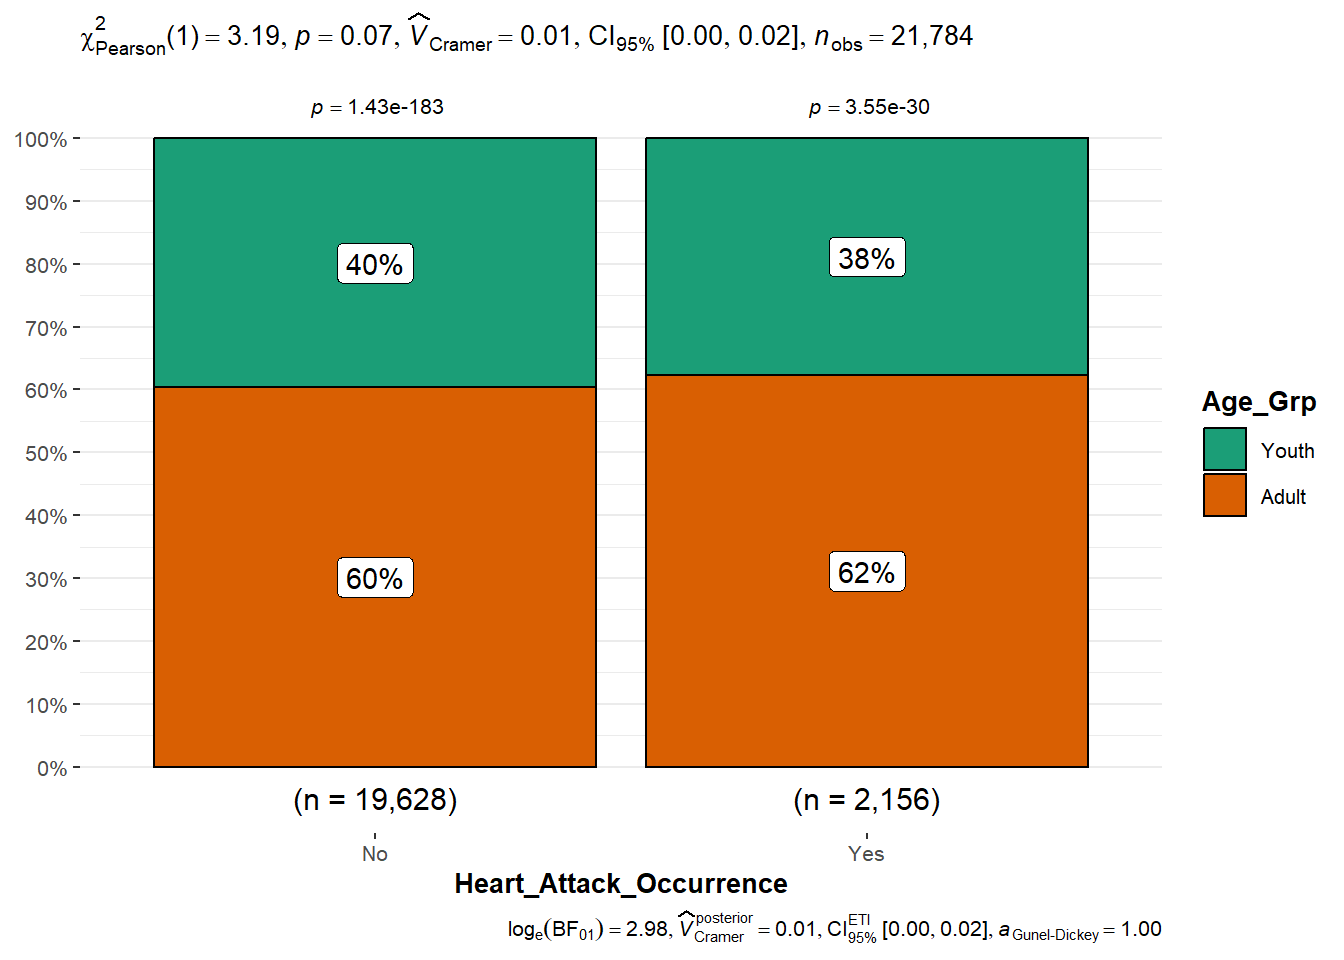 χ²Pearson(1) = 3.19, p = 0.07, V̂Cramer = 0.01, CI95% [0.00, 0.02], nobs = 21,784
p = 1.43e-183
p = 3.55e-30
100%
90%
80%
70%
60%
50%
40%
30%
20%
10%
0%
40%
38%
60%
62%
Age_Grp
Youth
Adult
(n = 19,628)
(n = 2,156)
No
Yes
Heart_Attack_Occurrence
loge(BF01) = 2.98, V̂posteriorCramer = 0.01, CIETI95% [0.00, 0.02], aGunel-Dickey = 1.00